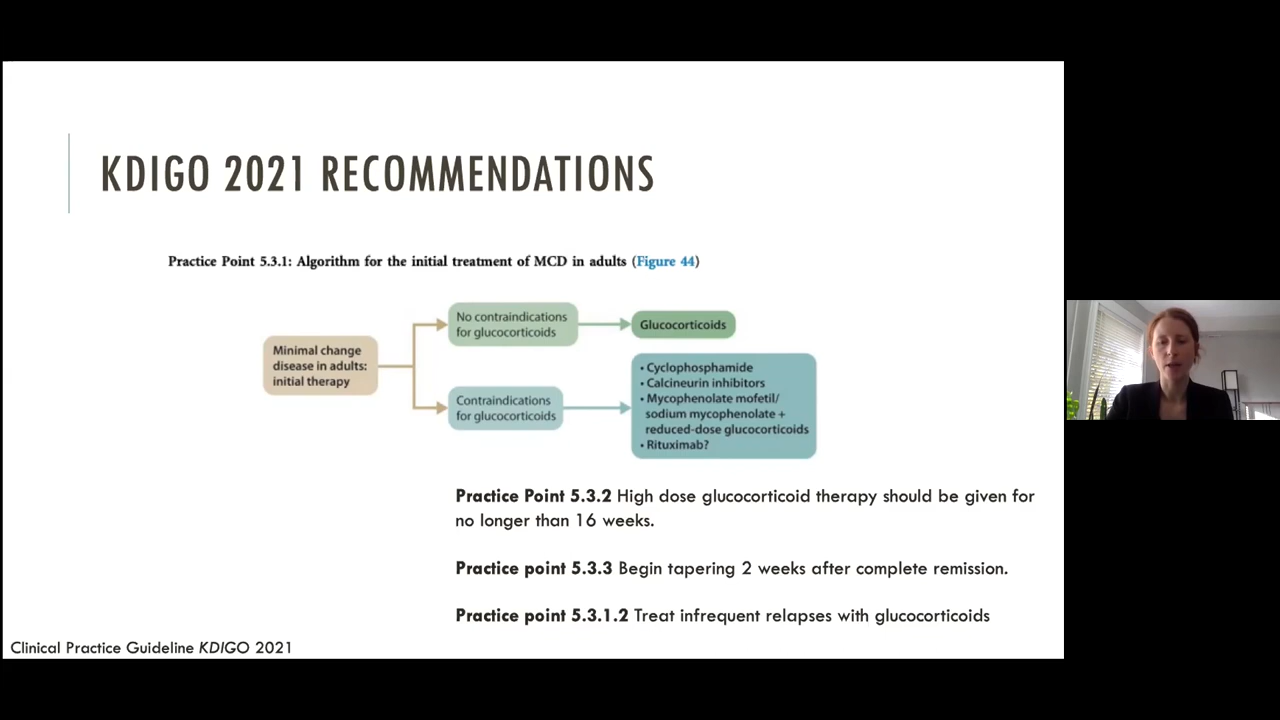 KDIGO 2021 RECOMMENDATIONS
Practice Point 5.3.1: Algorithm for the initial treatment of MCD in adults (Figure 44)
Minimal change
disease in adults:
initial therapy
No contraindications
for glucocorticoids
Glucocorticoids
Contraindications
for glucocorticoids
• Cyclophosphamide
• Calcineurin inhibitors
• Mycophenolate mofetil/
sodium mycophenolate +
reduced-dose glucocorticoids
• Rituximab?
Practice Point 5.3.2 High dose glucocorticoid therapy should be given for
no longer than 16 weeks.
Practice point 5.3.3 Begin tapering 2 weeks after complete remission.
Practice point 5.3.1.2 Treat infrequent relapses with glucocorticoids
Clinical Practice Guideline KDIGO 2021